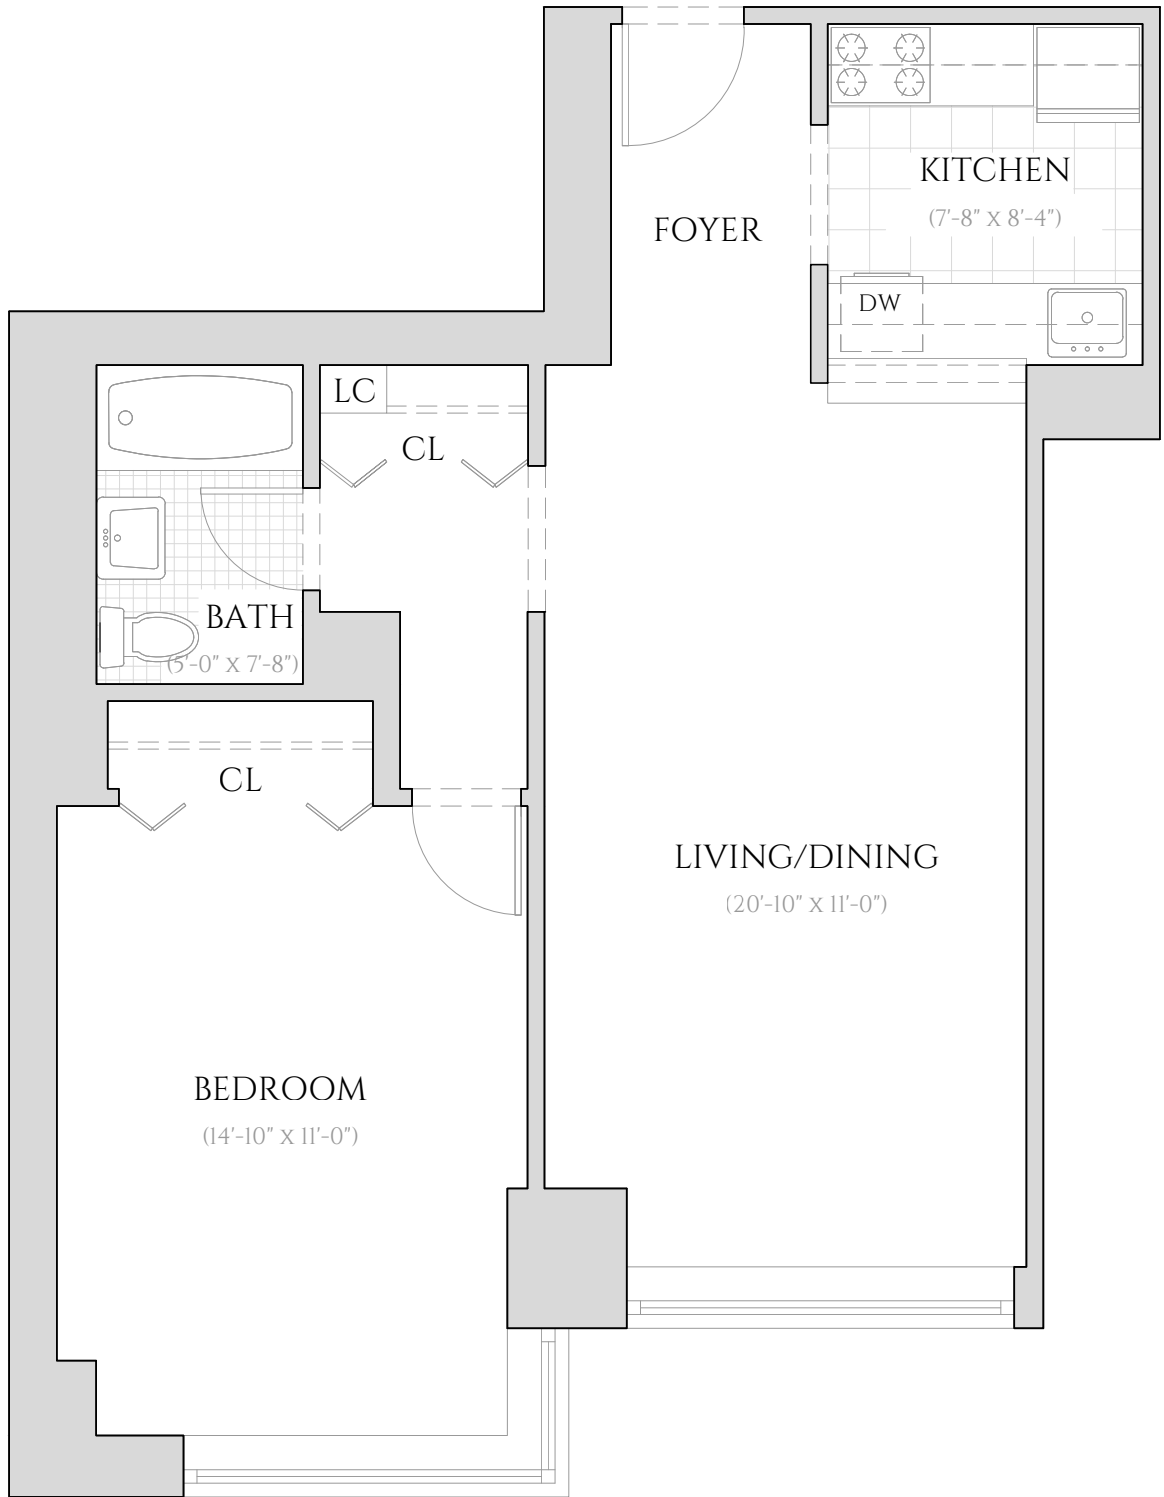 KITCHEN
(7'-8" X 8'-4")
FOYER
DW
LC
CL
BATH
(5'-0" X 7'-8")
CL
LIVING/DINING
(20'-10" X 11'-0")
BEDROOM
(14'-10" X 11'-0")